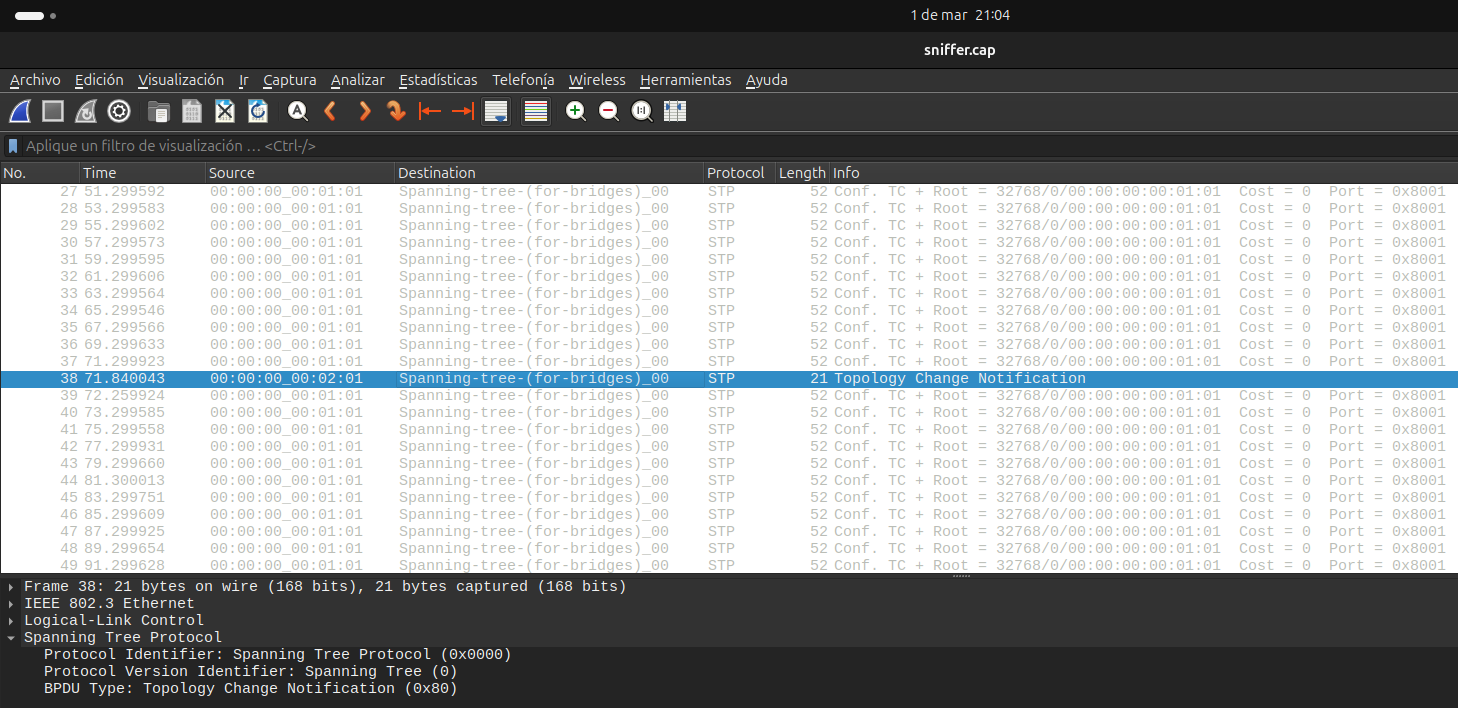 1 de mar 21:04
sniffer.cap
Archivo Edición Visualización Ir Captura Analizar Estadísticas Telefonía Wireless Herramientas Ayuda
Aplique un filtro de visualización … <Ctrl-/>
No. Time Source Destination Protocol Length Info
27 51.299592 00:00:00_00:01:01 Spanning-tree-(for-bridges)_00 STP 52 Conf. TC + Root = 32768/0/00:00:00:00:01:01 Cost = 0 Port = 0x8001
28 53.299583 00:00:00_00:01:01 Spanning-tree-(for-bridges)_00 STP 52 Conf. TC + Root = 32768/0/00:00:00:00:01:01 Cost = 0 Port = 0x8001
29 55.299602 00:00:00_00:01:01 Spanning-tree-(for-bridges)_00 STP 52 Conf. TC + Root = 32768/0/00:00:00:00:01:01 Cost = 0 Port = 0x8001
30 57.299573 00:00:00_00:01:01 Spanning-tree-(for-bridges)_00 STP 52 Conf. TC + Root = 32768/0/00:00:00:00:01:01 Cost = 0 Port = 0x8001
31 59.299595 00:00:00_00:01:01 Spanning-tree-(for-bridges)_00 STP 52 Conf. TC + Root = 32768/0/00:00:00:00:01:01 Cost = 0 Port = 0x8001
32 61.299606 00:00:00_00:01:01 Spanning-tree-(for-bridges)_00 STP 52 Conf. TC + Root = 32768/0/00:00:00:00:01:01 Cost = 0 Port = 0x8001
33 63.299564 00:00:00_00:01:01 Spanning-tree-(for-bridges)_00 STP 52 Conf. TC + Root = 32768/0/00:00:00:00:01:01 Cost = 0 Port = 0x8001
34 65.299546 00:00:00_00:01:01 Spanning-tree-(for-bridges)_00 STP 52 Conf. TC + Root = 32768/0/00:00:00:00:01:01 Cost = 0 Port = 0x8001
35 67.299566 00:00:00_00:01:01 Spanning-tree-(for-bridges)_00 STP 52 Conf. TC + Root = 32768/0/00:00:00:00:01:01 Cost = 0 Port = 0x8001
36 69.299633 00:00:00_00:01:01 Spanning-tree-(for-bridges)_00 STP 52 Conf. TC + Root = 32768/0/00:00:00:00:01:01 Cost = 0 Port = 0x8001
37 71.299923 00:00:00_00:01:01 Spanning-tree-(for-bridges)_00 STP 52 Conf. TC + Root = 32768/0/00:00:00:00:01:01 Cost = 0 Port = 0x8001
38 71.840043 00:00:00_00:02:01 Spanning-tree-(for-bridges)_00 STP 21 Topology Change Notification
39 72.259924 00:00:00_00:01:01 Spanning-tree-(for-bridges)_00 STP 52 Conf. TC + Root = 32768/0/00:00:00:00:01:01 Cost = 0 Port = 0x8001
40 73.299585 00:00:00_00:01:01 Spanning-tree-(for-bridges)_00 STP 52 Conf. TC + Root = 32768/0/00:00:00:00:01:01 Cost = 0 Port = 0x8001
41 75.299558 00:00:00_00:01:01 Spanning-tree-(for-bridges)_00 STP 52 Conf. TC + Root = 32768/0/00:00:00:00:01:01 Cost = 0 Port = 0x8001
42 77.299931 00:00:00_00:01:01 Spanning-tree-(for-bridges)_00 STP 52 Conf. TC + Root = 32768/0/00:00:00:00:01:01 Cost = 0 Port = 0x8001
43 79.299660 00:00:00_00:01:01 Spanning-tree-(for-bridges)_00 STP 52 Conf. TC + Root = 32768/0/00:00:00:00:01:01 Cost = 0 Port = 0x8001
44 81.300013 00:00:00_00:01:01 Spanning-tree-(for-bridges)_00 STP 52 Conf. TC + Root = 32768/0/00:00:00:00:01:01 Cost = 0 Port = 0x8001
45 83.299751 00:00:00_00:01:01 Spanning-tree-(for-bridges)_00 STP 52 Conf. TC + Root = 32768/0/00:00:00:00:01:01 Cost = 0 Port = 0x8001
46 85.299609 00:00:00_00:01:01 Spanning-tree-(for-bridges)_00 STP 52 Conf. TC + Root = 32768/0/00:00:00:00:01:01 Cost = 0 Port = 0x8001
47 87.299925 00:00:00_00:01:01 Spanning-tree-(for-bridges)_00 STP 52 Conf. TC + Root = 32768/0/00:00:00:00:01:01 Cost = 0 Port = 0x8001
48 89.299654 00:00:00_00:01:01 Spanning-tree-(for-bridges)_00 STP 52 Conf. TC + Root = 32768/0/00:00:00:00:01:01 Cost = 0 Port = 0x8001
49 91.299628 00:00:00_00:01:01 Spanning-tree-(for-bridges)_00 STP 52 Conf. TC + Root = 32768/0/00:00:00:00:01:01 Cost = 0 Port = 0x8001
Frame 38: 21 bytes on wire (168 bits), 21 bytes captured (168 bits)
IEEE 802.3 Ethernet
Logical-Link Control
Spanning Tree Protocol
Protocol Identifier: Spanning Tree Protocol (0x0000)
Protocol Version Identifier: Spanning Tree (0)
BPDU Type: Topology Change Notification (0x80)